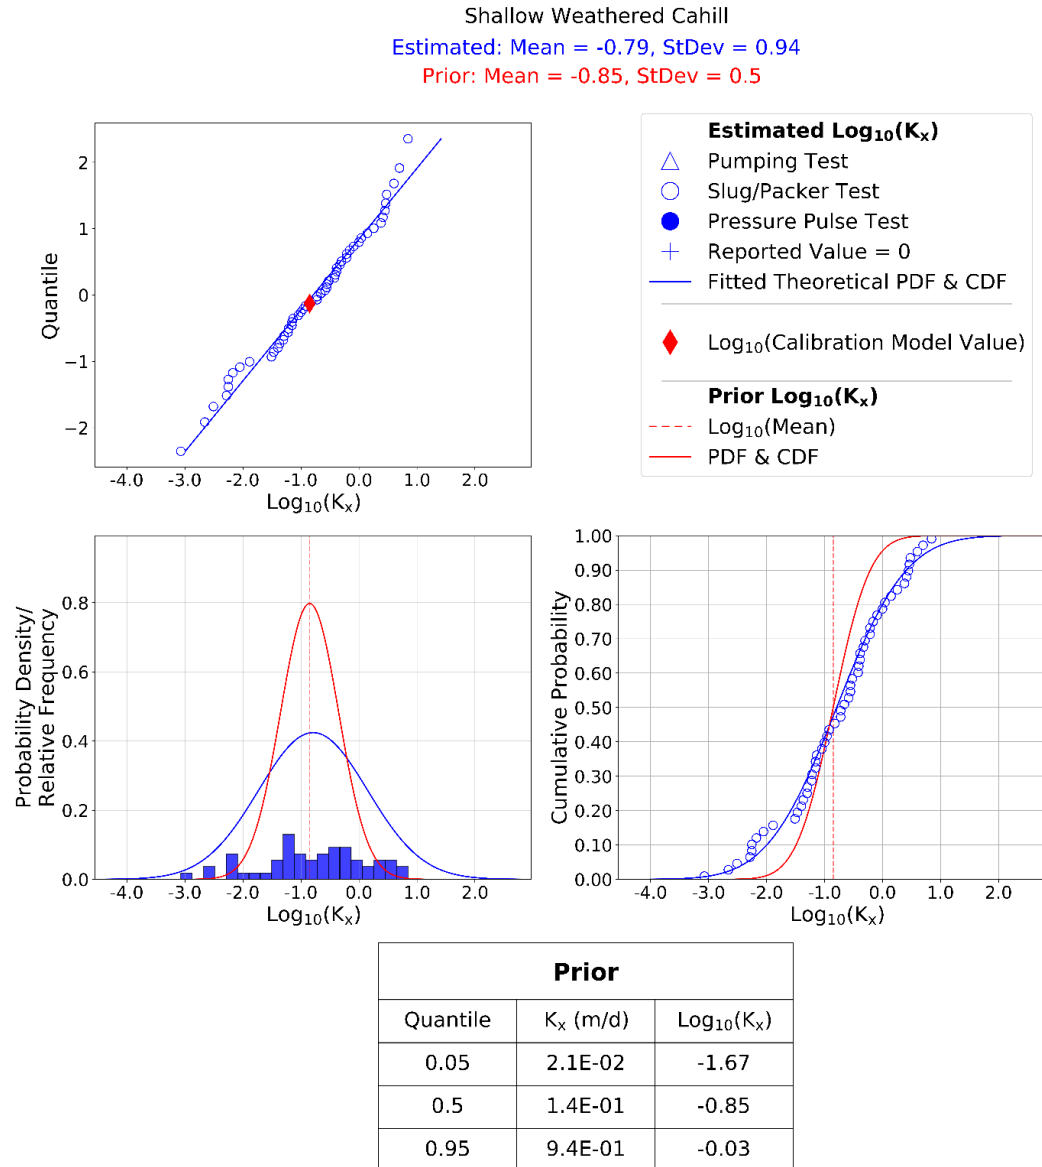 Shallow Weathered Cahill
Estimated: Mean = -0.79, StDev = 0.94
Prior: Mean = -0.85, StDev = 0.5
Quantile
2
1
0
−1
−2
-4.0 -3.0 -2.0 -1.0 0.0 1.0 2.0
Log₁₀(Kₓ)
Estimated Log₁₀(Kₓ)
Pumping Test
Slug/Packer Test
Pressure Pulse Test
Reported Value = 0
Fitted Theoretical PDF & CDF
Log₁₀(Calibration Model Value)
Prior Log₁₀(Kₓ)
Log₁₀(Mean)
PDF & CDF
Probability Density/
Relative Frequency
0.8
0.6
0.4
0.2
0.0
-4.0 -3.0 -2.0 -1.0 0.0 1.0 2.0
Log₁₀(Kₓ)
Cumulative Probability
1.00
0.90
0.80
0.70
0.60
0.50
0.40
0.30
0.20
0.10
0.00
-4.0 -3.0 -2.0 -1.0 0.0 1.0 2.0
Log₁₀(Kₓ)
Prior
Quantile Kₓ (m/d) Log₁₀(Kₓ)
0.05 2.1E-02 -1.67
0.5 1.4E-01 -0.85
0.95 9.4E-01 -0.03